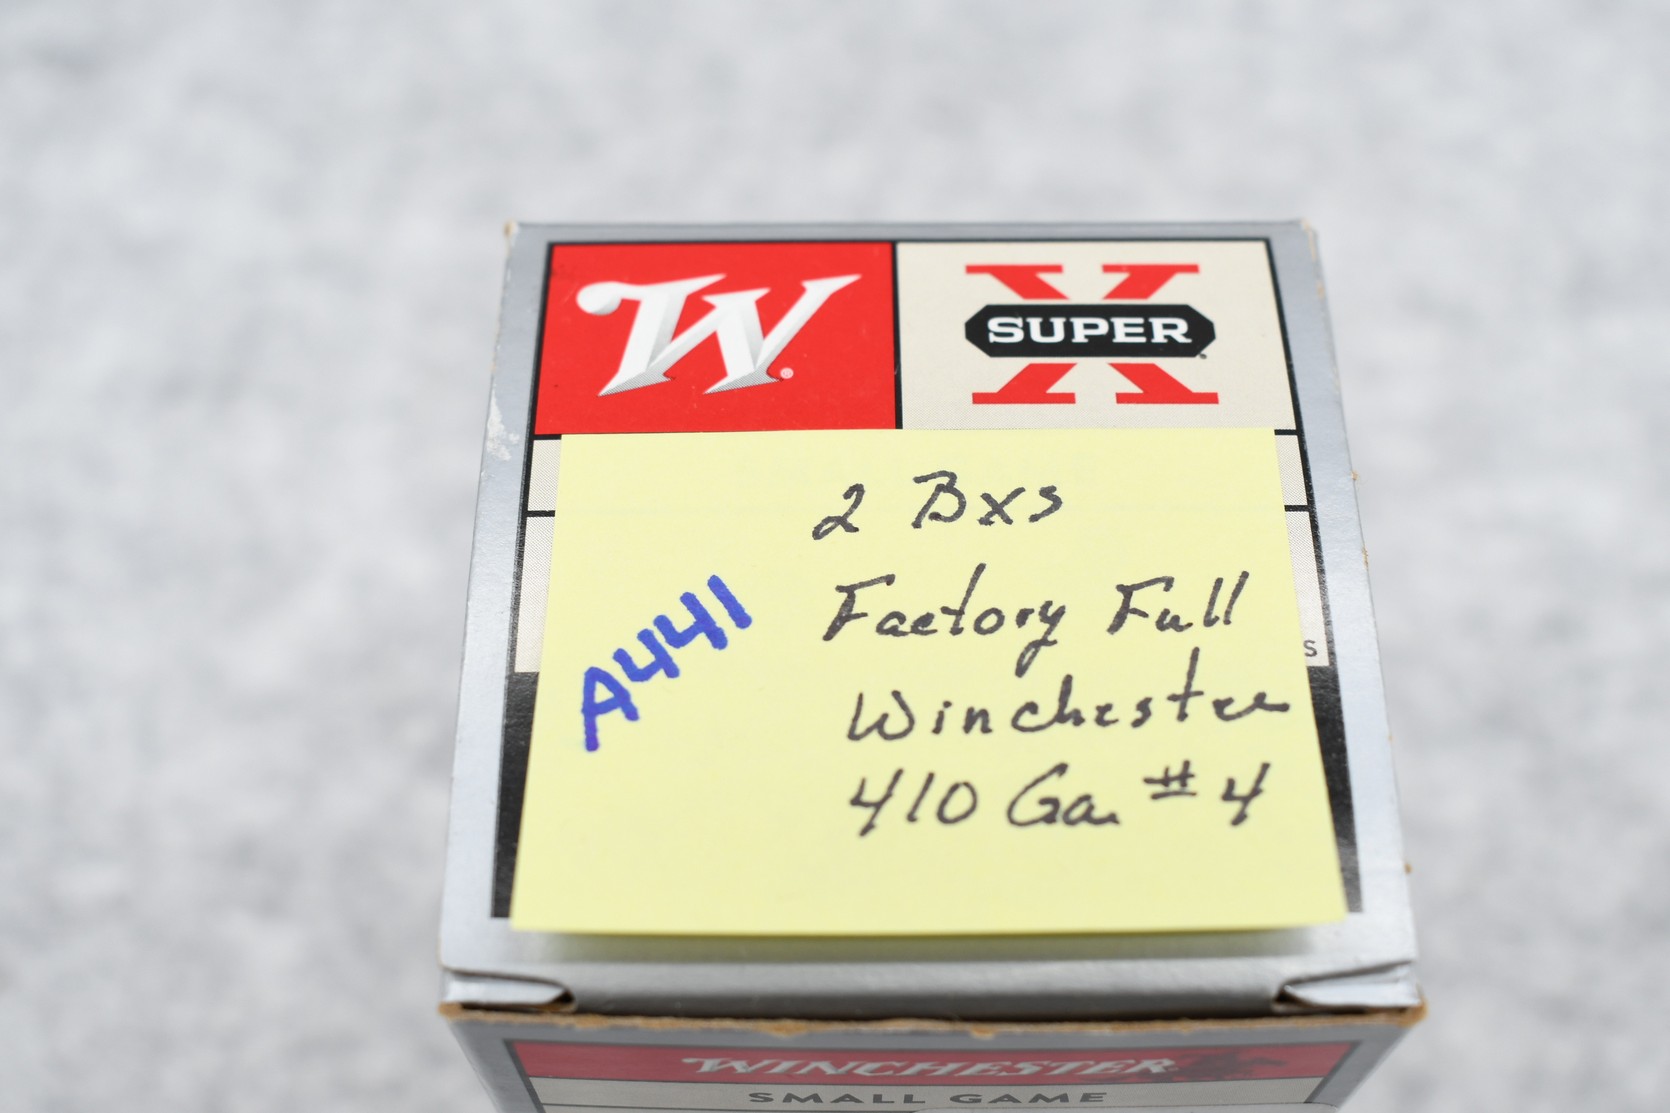 W
SUPER X
2 Bxs
Factory Full
Winchester
410 Ga. #4
A441
S
WINCHESTER
SMALL GAME